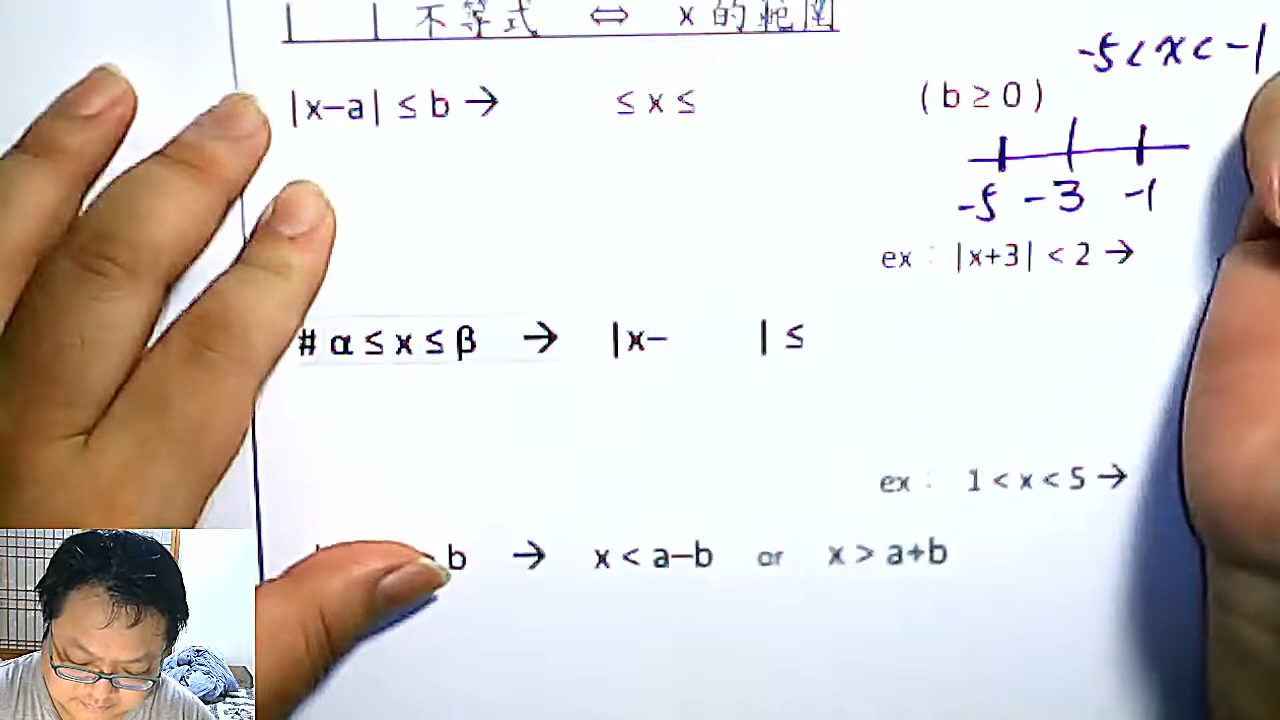 | | 不等式 ⇔ x 的範圍
-5 < x < -1
|x−a| ≤ b → ≤ x ≤ ( b ≥ 0 )
-5 -3 -1
ex : |x+3| < 2 →
# α ≤ x ≤ β → |x− | ≤
ex : 1 < x < 5 →
b → x < a−b or x > a+b